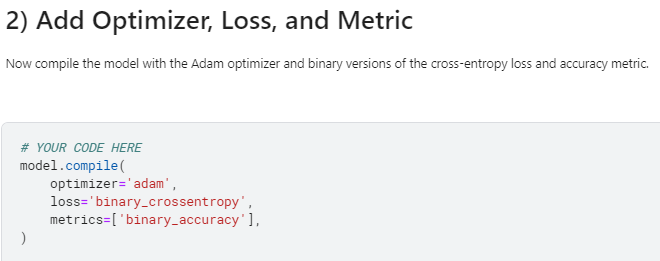 2) Add Optimizer, Loss, and Metric
Now compile the model with the Adam optimizer and binary versions of the cross-entropy loss and accuracy metric.
# YOUR CODE HERE
model.compile(
    optimizer='adam',
    loss='binary_crossentropy',
    metrics=['binary_accuracy'],
)